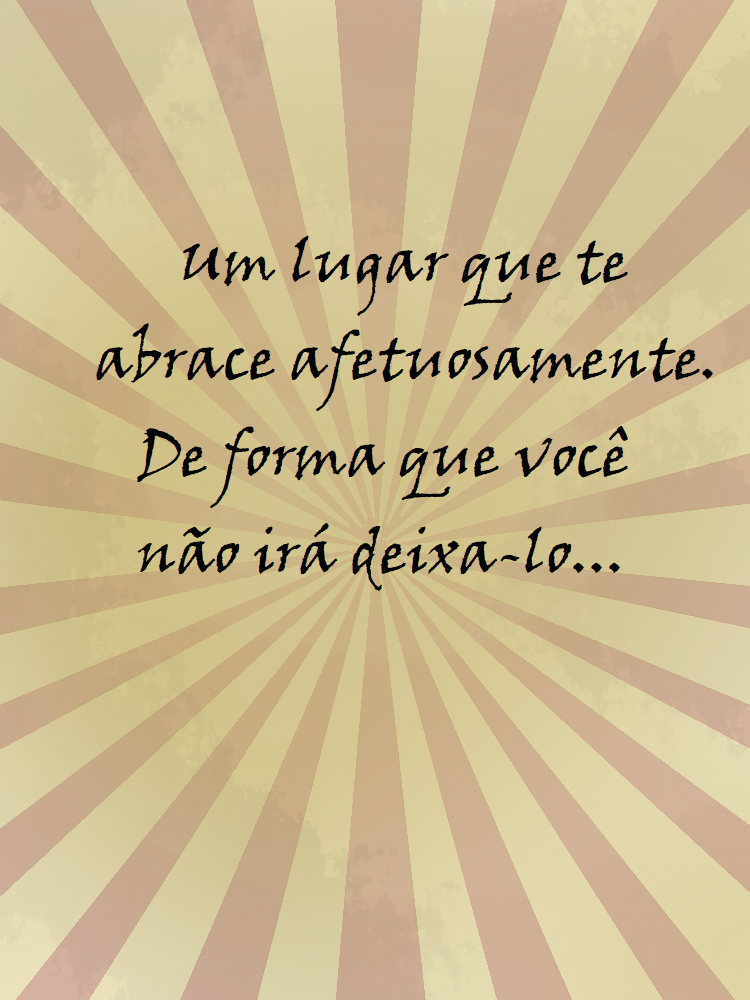 Um lugar que te
abrace afetuosamente.
De forma que você
não irá deixa-lo...